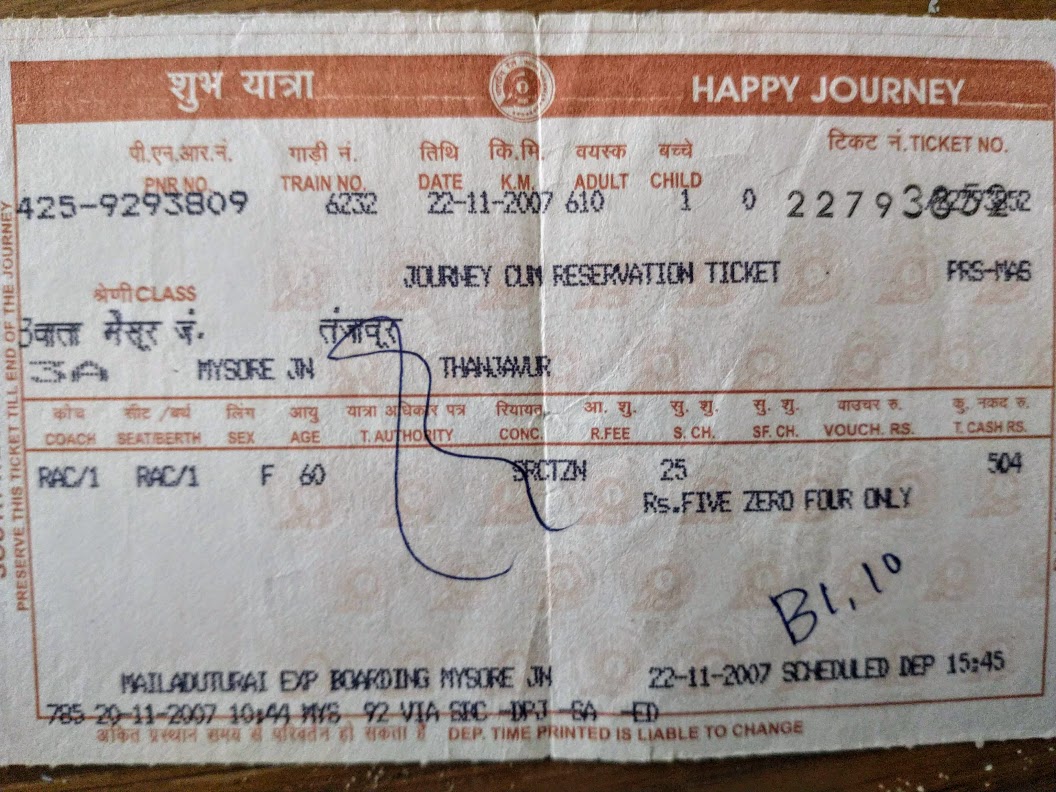 शुभ यात्रा HAPPY JOURNEY
पी.एन.आर.नं. गाड़ी नं. तिथि कि.मि. वयस्क बच्चे टिकट नं. TICKET NO.
PNR NO. TRAIN NO. DATE K.M. ADULT CHILD
425-9293809 6232 22-11-2007 610 1 0
JOURNEY CUM RESERVATION TICKET PRS-MAS
श्रेणी CLASS
3वाता मैसूर जं. तंजावूर
3A MYSORE JN THANJAVUR
कोच सीट /बर्थ लिंग आयु यात्रा अधिकार पत्र रियायत. आ. शु. सु. शु. सु. शु. वाउचर रु. कु. नकद रु.
COACH SEAT/BERTH SEX AGE T. AUTHORITY CONC. R.FEE S. CH. SF. CH. VOUCH. RS. T. CASH RS.
RAC/1 RAC/1 F 60 SRCTZN 25 504
Rs.FIVE ZERO FOUR ONLY
B1, 10
MAILADUTURAI EXP BOARDING MYSORE JN 22-11-2007 SCHEDULED DEP 15:45
785 20-11-2007 10:44 MYS 92 VIA SBC -DPJ -SA -ED
अंकित प्रस्थान समय से परिवर्तन हो सकता है DEP. TIME PRINTED IS LIABLE TO CHANGE
PRESERVE THIS TICKET TILL END OF THE JOURNEY